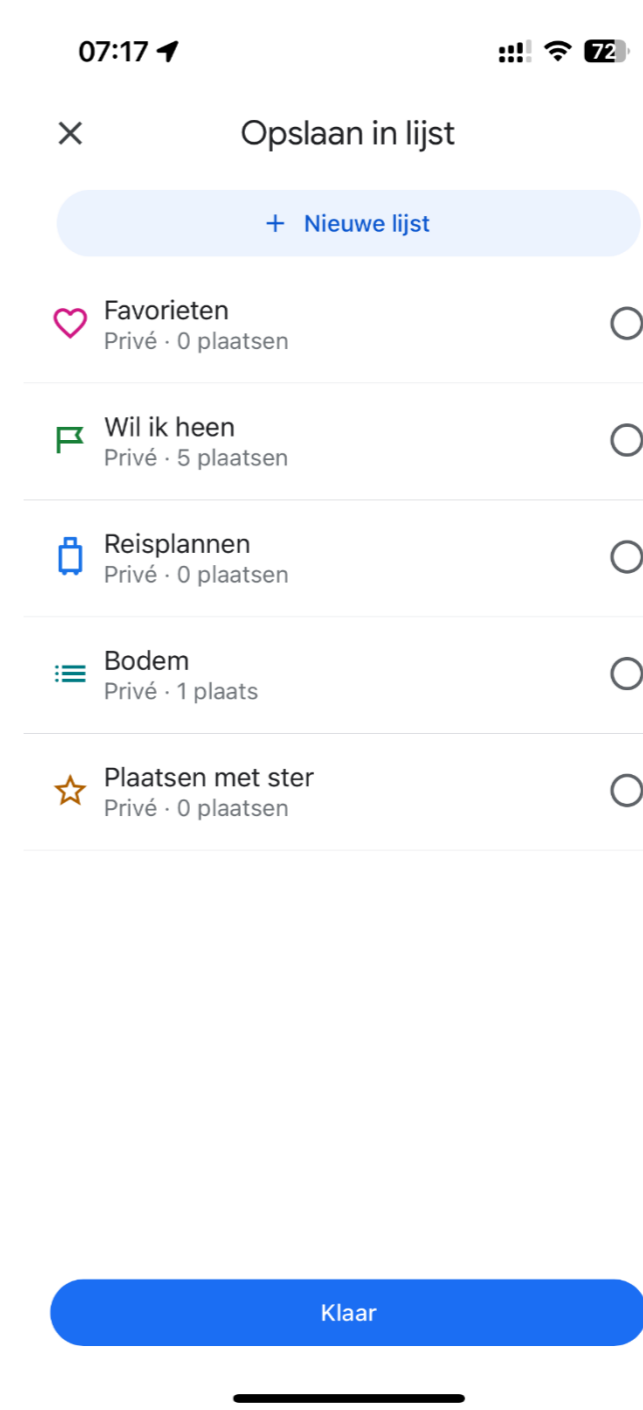 07:17
72
Opslaan in lijst
+ Nieuwe lijst
Favorieten
Privé · 0 plaatsen
Wil ik heen
Privé · 5 plaatsen
Reisplannen
Privé · 0 plaatsen
Bodem
Privé · 1 plaats
Plaatsen met ster
Privé · 0 plaatsen
Klaar